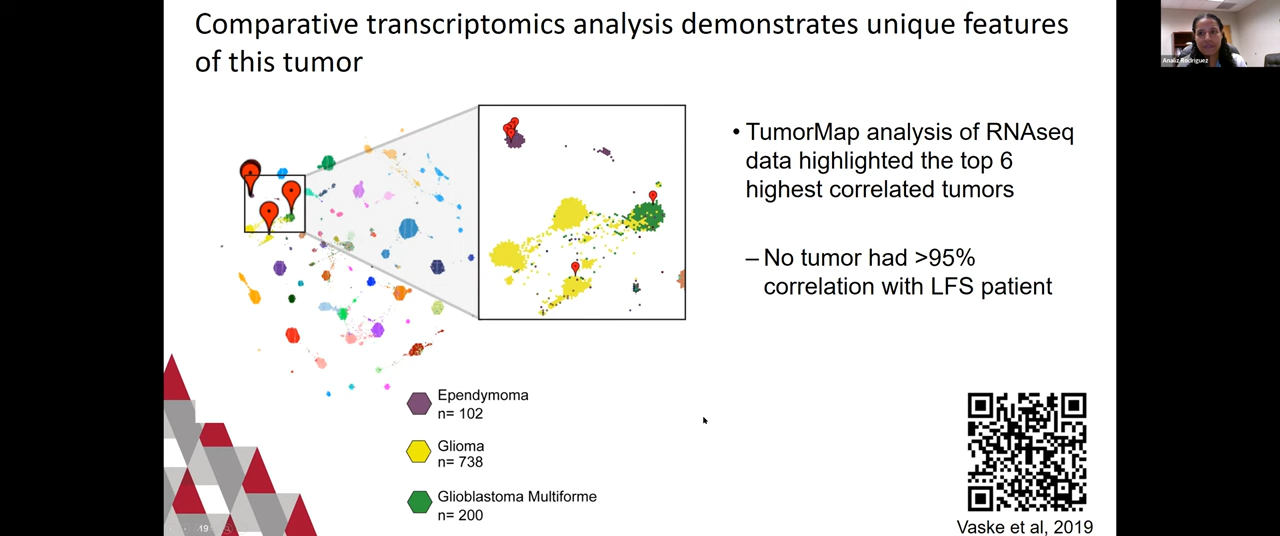 Comparative transcriptomics analysis demonstrates unique features
of this tumor
Analiz Rodriguez
• TumorMap analysis of RNAseq
data highlighted the top 6
highest correlated tumors
– No tumor had >95%
correlation with LFS patient
Ependymoma
n= 102
Glioma
n= 738
Glioblastoma Multiforme
n= 200
Vaske et al, 2019
19